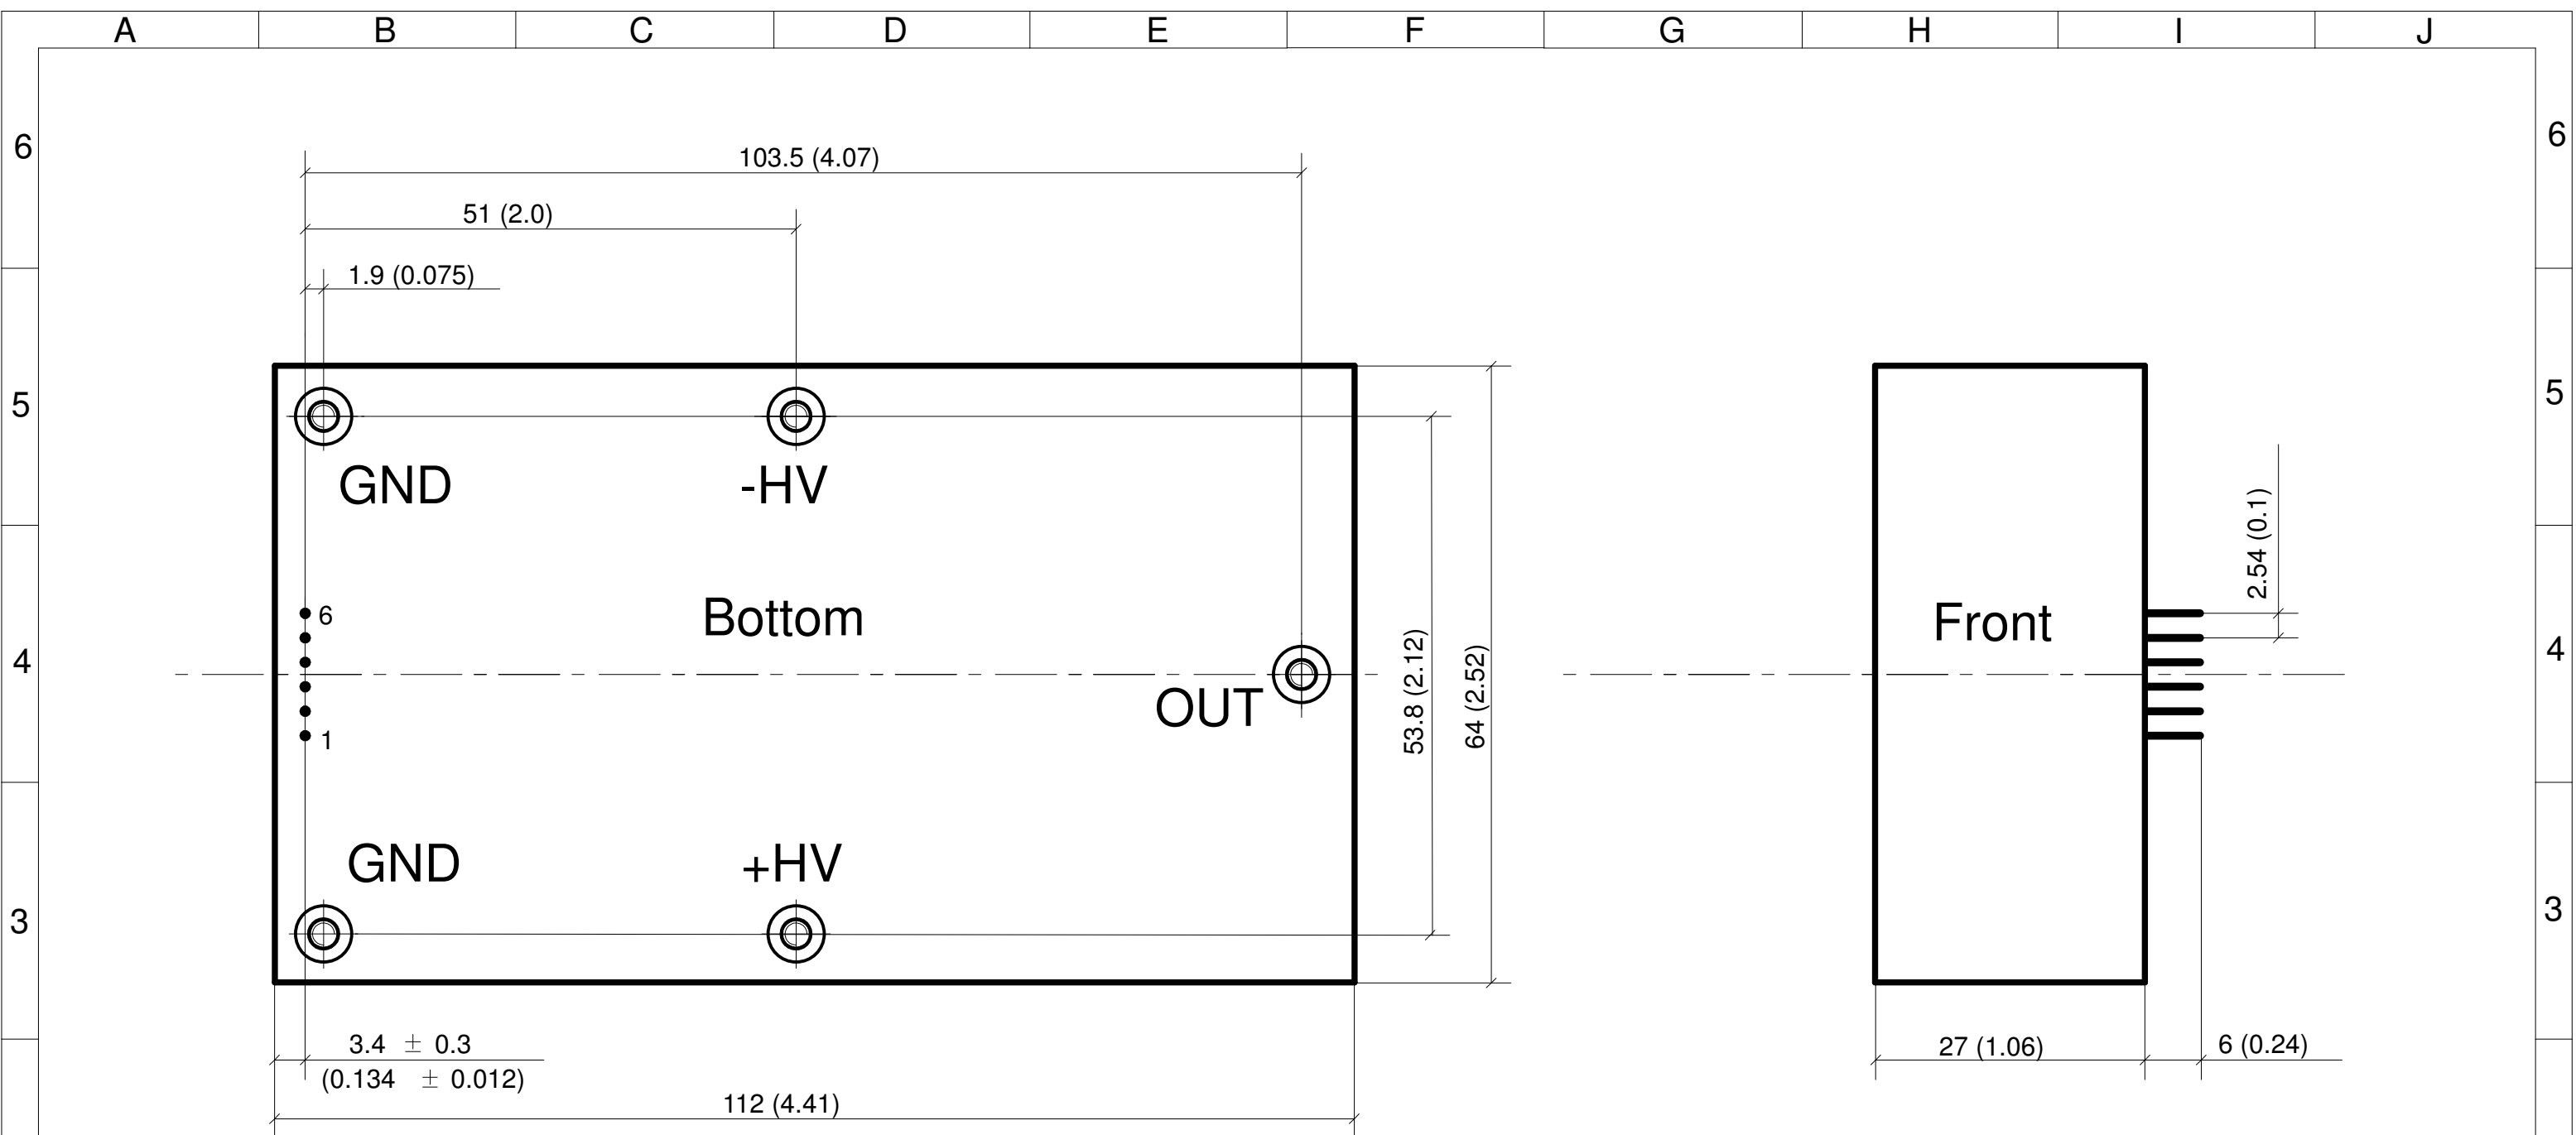 A B C D E F G H I J
6 6
103.5 (4.07)
51 (2.0)
1.9 (0.075)
5 5
GND -HV
2.54 (0.1)
6
Bottom
Front
4 4
53.8 (2.12)
64 (2.52)
OUT
1
GND +HV
3 3
3.4 ± 0.3
(0.134 ± 0.012)
27 (1.06)
6 (0.24)
112 (4.41)